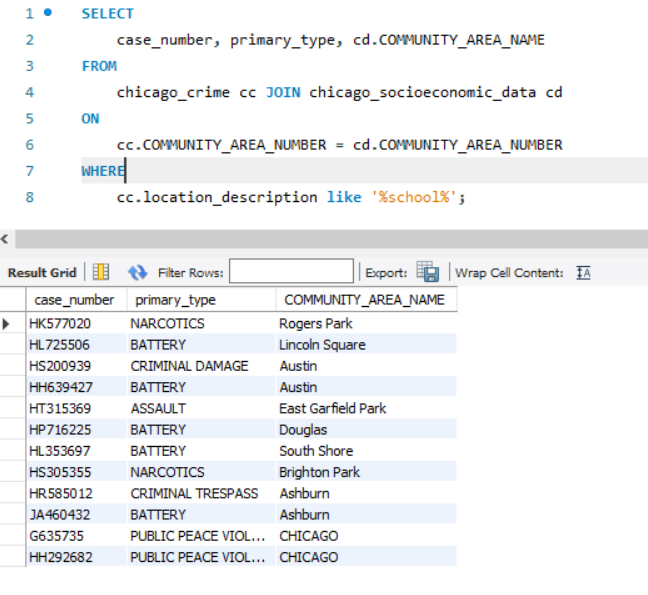 1 SELECT
2 case_number, primary_type, cd.COMMUNITY_AREA_NAME
3 FROM
4 chicago_crime cc JOIN chicago_socioeconomic_data cd
5 ON
6 cc.COMMUNITY_AREA_NUMBER = cd.COMMUNITY_AREA_NUMBER
7 WHERE
8 cc.location_description like '%school%';
Result Grid Filter Rows: Export: Wrap Cell Content: IA
case_number primary_type COMMUNITY_AREA_NAME
HK577020 NARCOTICS Rogers Park
HL725506 BATTERY Lincoln Square
HS200939 CRIMINAL DAMAGE Austin
HH639427 BATTERY Austin
HT315369 ASSAULT East Garfield Park
HP716225 BATTERY Douglas
HL353697 BATTERY South Shore
HS305355 NARCOTICS Brighton Park
HR585012 CRIMINAL TRESPASS Ashburn
JA460432 BATTERY Ashburn
G635735 PUBLIC PEACE VIOL... CHICAGO
HH292682 PUBLIC PEACE VIOL... CHICAGO